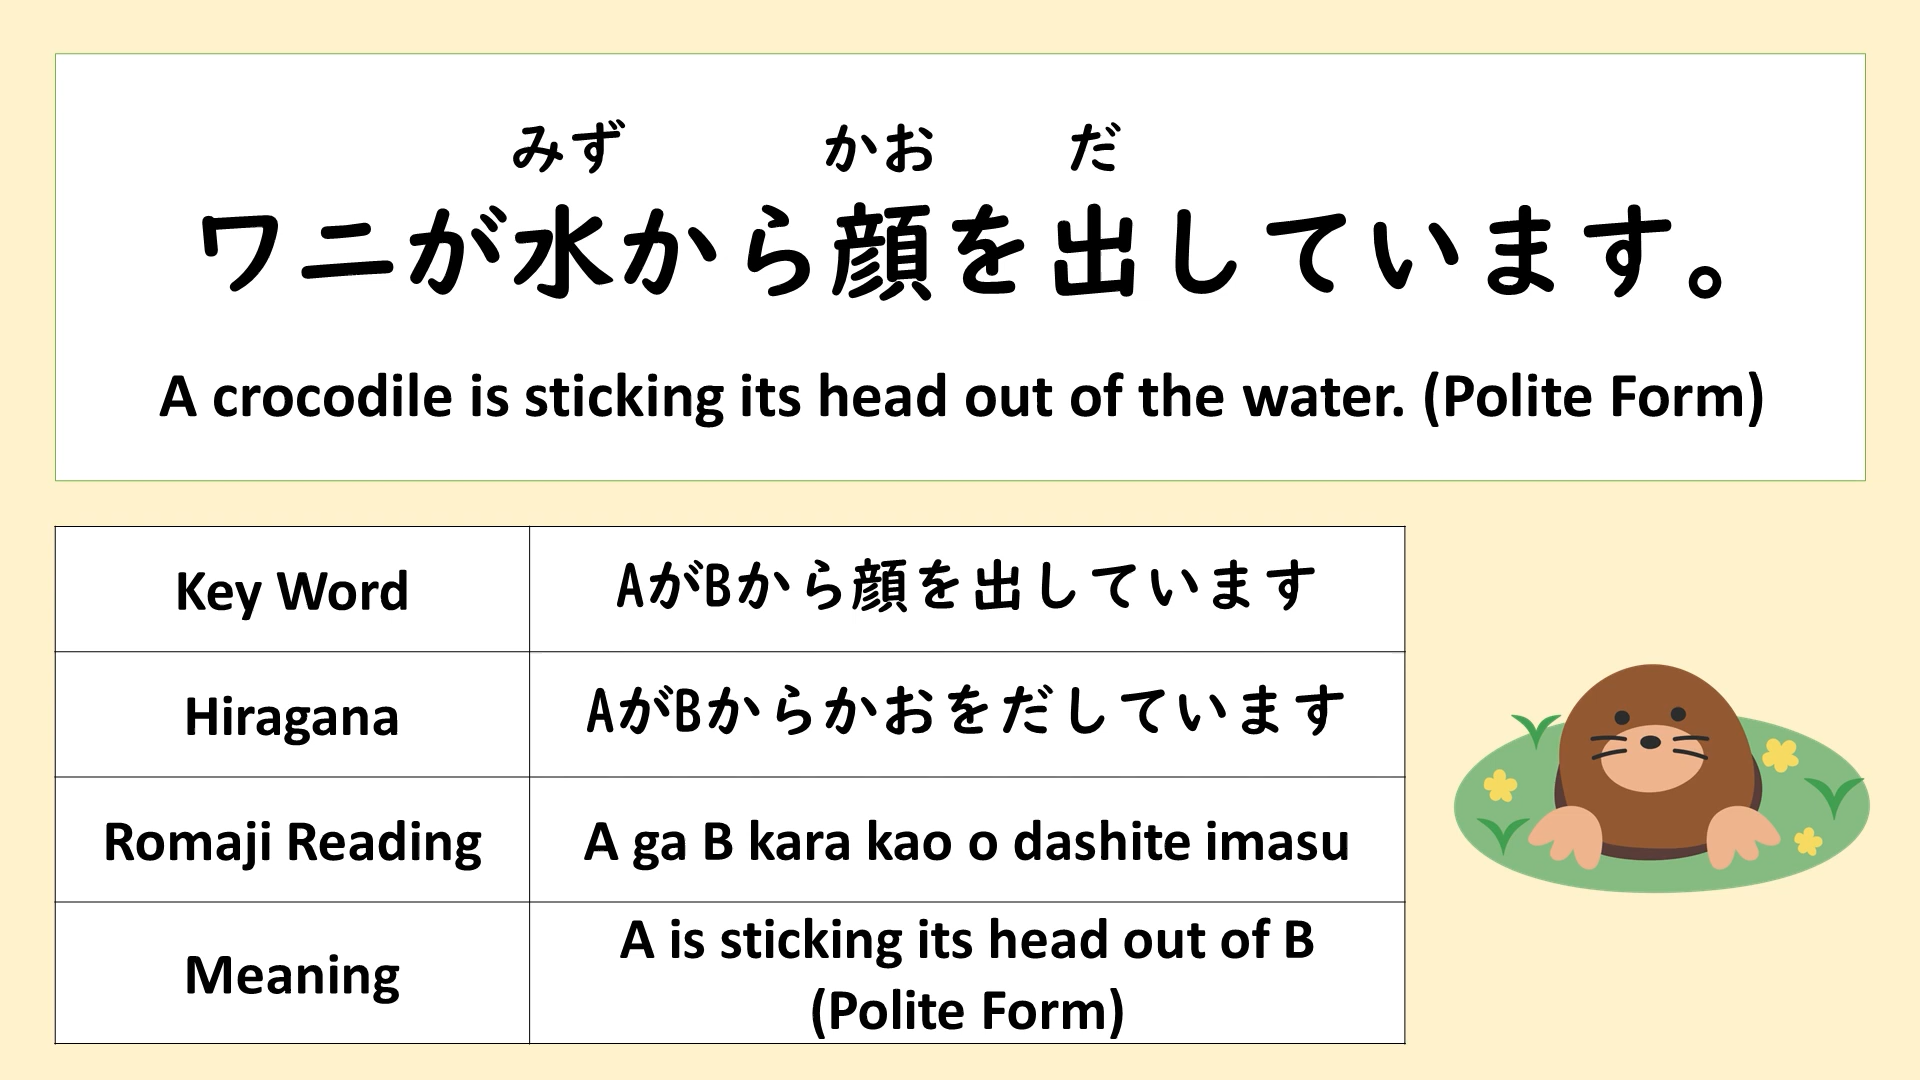 みず かお だ
ワニが水から顔を出しています。
A crocodile is sticking its head out of the water. (Polite Form)
Key Word
AがBから顔を出しています
Hiragana
AがBからかおをだしています
Romaji Reading
A ga B kara kao o dashite imasu
Meaning
A is sticking its head out of B
(Polite Form)